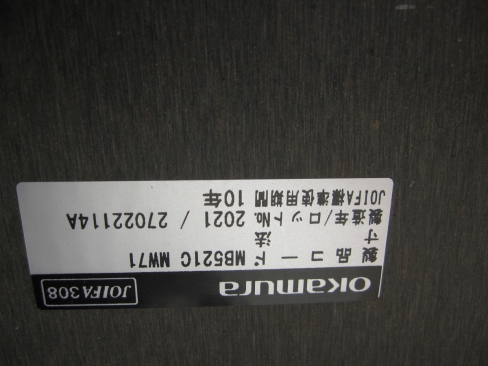 okamura
JOIFA308
製品コード MB521C MW71
寸法
製造年/ロットNo. 2021 / 27022114A
JOIFA標準使用期間 10年